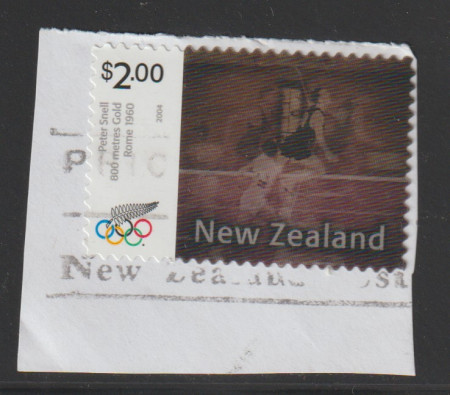 $2.00
Peter Snell
800 metres Gold
Rome 1960
2004
New Zealand
New Zealand